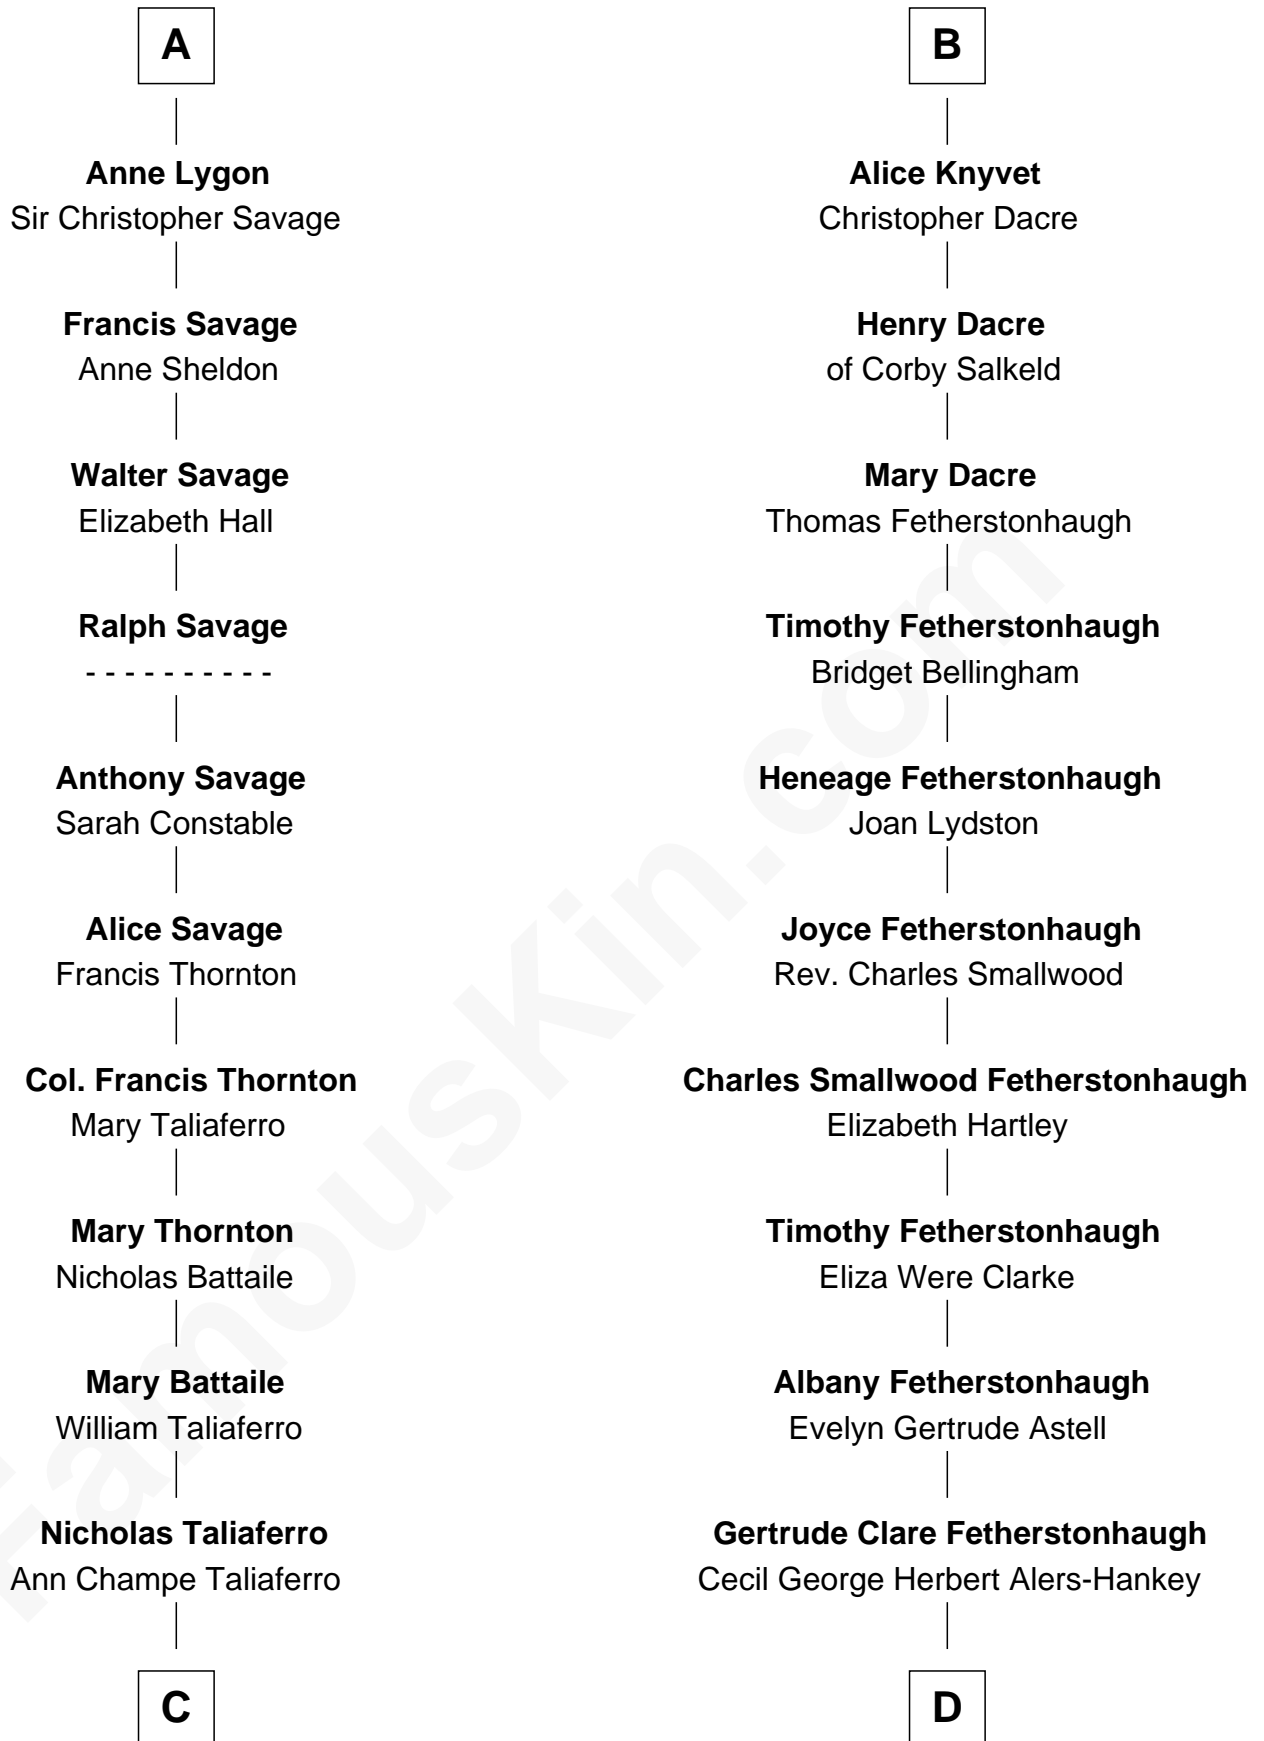 A
Anne Lygon
Sir Christopher Savage
Francis Savage
Anne Sheldon
Walter Savage
Elizabeth Hall
Ralph Savage
- - - - - - - - - -
Anthony Savage
Sarah Constable
Alice Savage
Francis Thornton
Col. Francis Thornton
Mary Taliaferro
Mary Thornton
Nicholas Battaile
Mary Battaile
William Taliaferro
Nicholas Taliaferro
Ann Champe Taliaferro
C
B
Alice Knyvet
Christopher Dacre
Henry Dacre
of Corby Salkeld
Mary Dacre
Thomas Fetherstonhaugh
Timothy Fetherstonhaugh
Bridget Bellingham
Heneage Fetherstonhaugh
Joan Lydston
Joyce Fetherstonhaugh
Rev. Charles Smallwood
Charles Smallwood Fetherstonhaugh
Elizabeth Hartley
Timothy Fetherstonhaugh
Eliza Were Clarke
Albany Fetherstonhaugh
Evelyn Gertrude Astell
Gertrude Clare Fetherstonhaugh
Cecil George Herbert Alers-Hankey
D
FamousKin.com